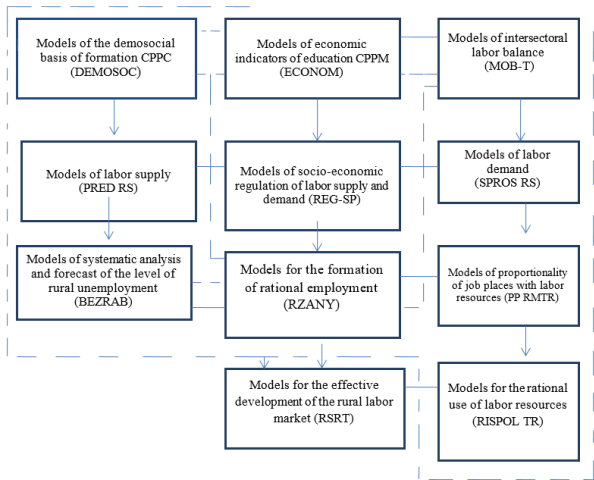 Models of the demosocial
basis of formation CPPC
(DEMOSOC)
Models of economic
indicators of education CPPM
(ECONOM)
Models of intersectoral
labor balance
(MOB-T)
Models of labor supply
(PRED RS)
Models of socio-economic
regulation of labor supply and
demand (REG-SP)
Models of labor
demand
(SPROS RS)
Models of systematic analysis
and forecast of the level of
rural unemployment
(BEZRAB)
Models for the formation
of rational employment
(RZANY)
Models of proportionality
of job places with labor
resources (PP RMTR)
Models for the effective
development of the rural labor
market (RSRT)
Models for the rational
use of labor resources
(RISPOL TR)